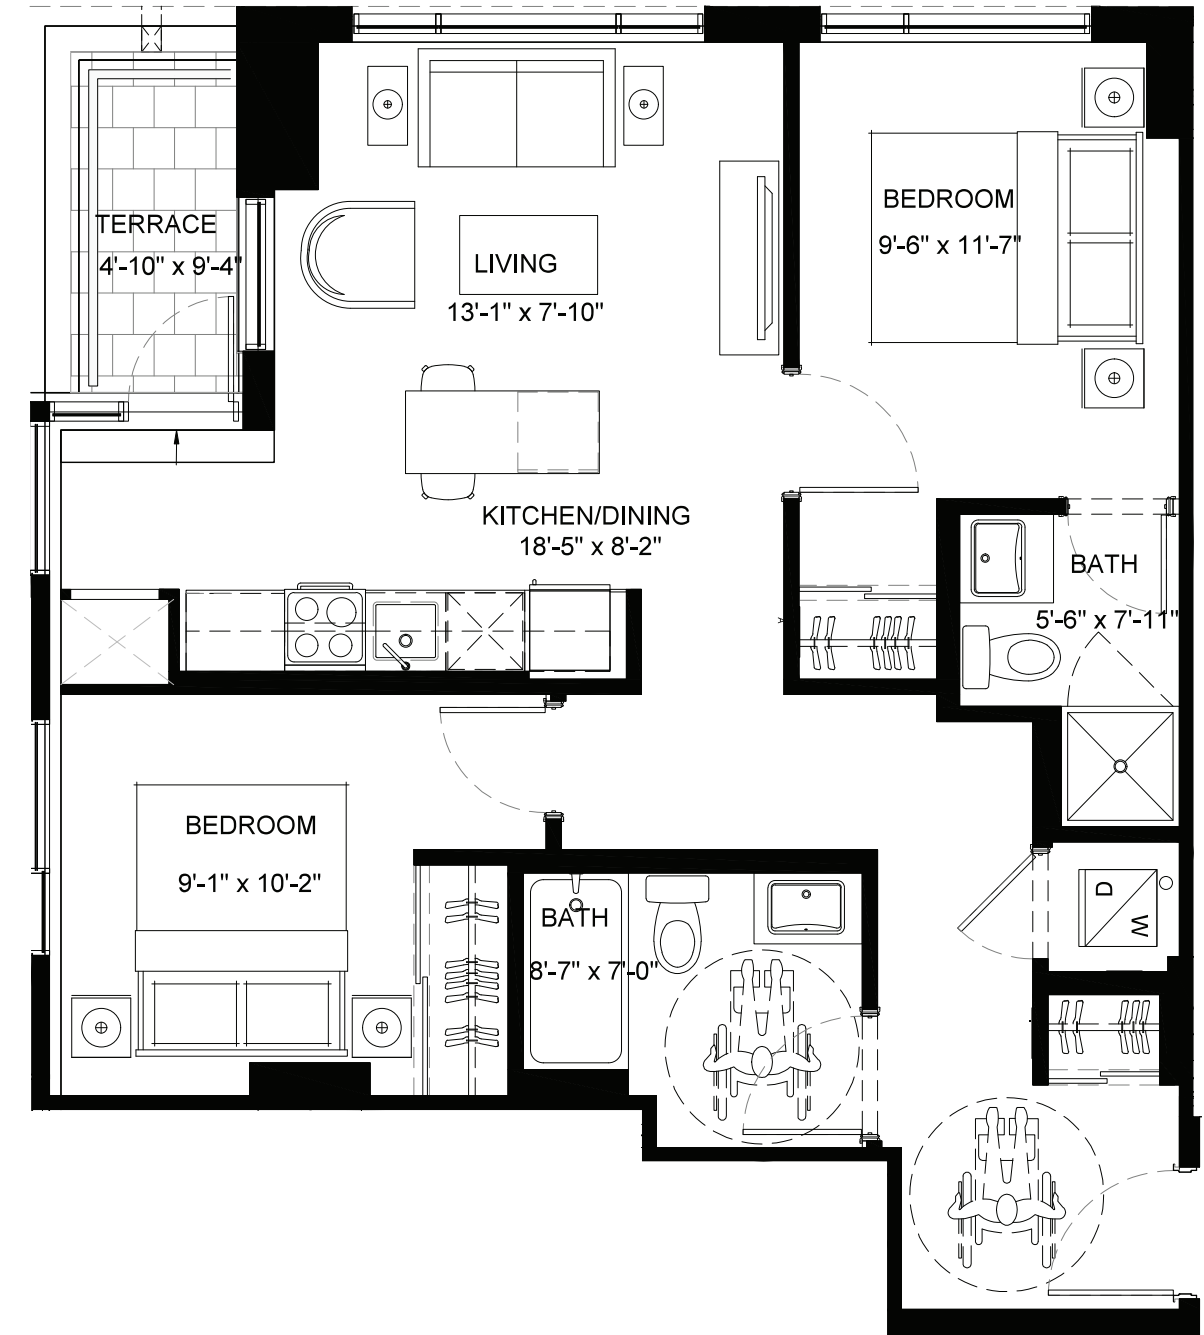 TERRACE
4'-10" x 9'-4"
LIVING
13'-1" x 7'-10"
BEDROOM
9'-6" x 11'-7"
KITCHEN/DINING
18'-5" x 8'-2"
BATH
5'-6" x 7'-11"
BEDROOM
9'-1" x 10'-2"
BATH
8'-7" x 7'-0"
D
W